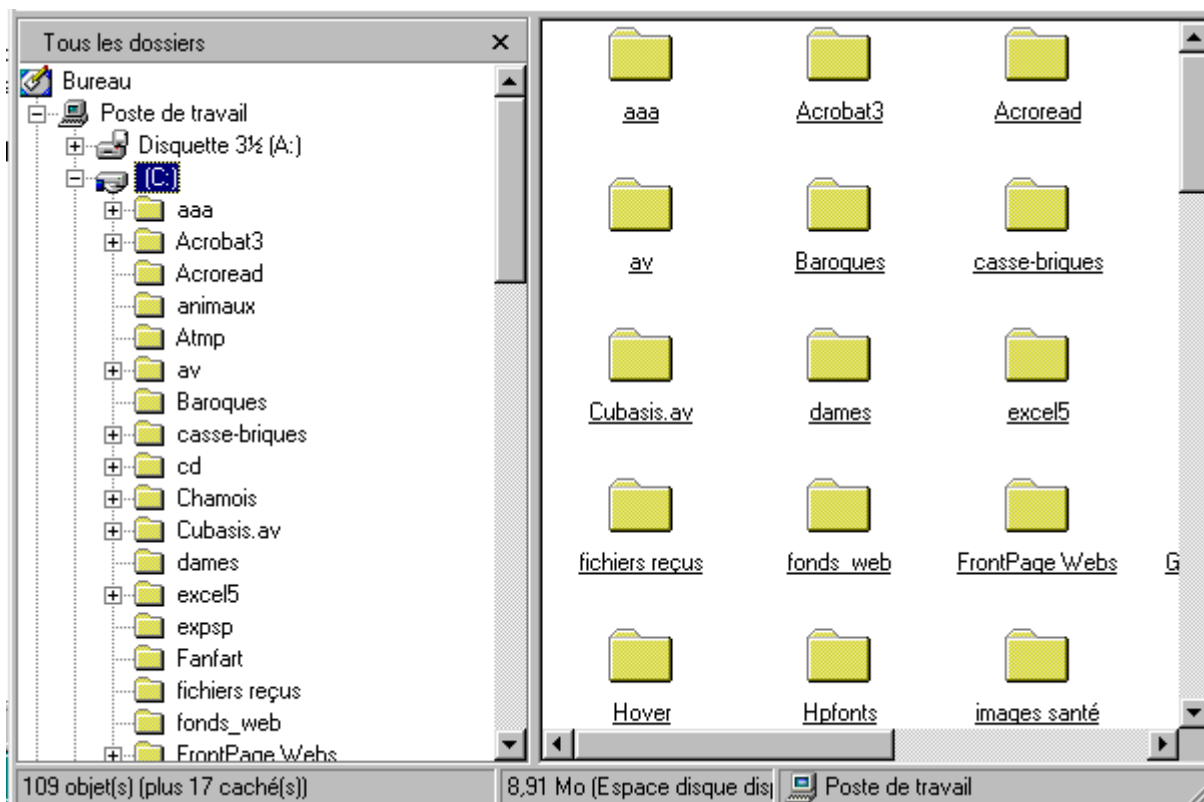 Tous les dossiers
Bureau
Poste de travail
Disquette 3½ (A:)
(C:)
aaa
Acrobat3
Acroread
animaux
Atmp
av
Baroques
casse-briques
cd
Chamois
Cubasis.av
dames
excel5
expsp
Fanfart
fichiers reçus
fonds_web
FrontPage Webs
aaa Acrobat3 Acroread
av Baroques casse-briques
Cubasis.av dames excel5
fichiers reçus fonds_web FrontPage Webs G
Hover Hpfonts images santé
109 objet(s) (plus 17 caché(s)) 8,91 Mo (Espace disque dis Poste de travail